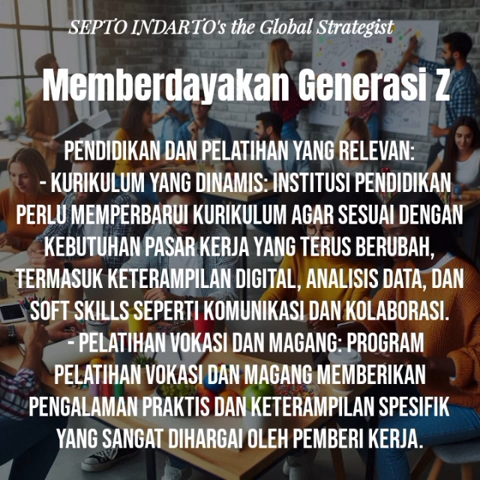 SEPTO INDARTO's the Global Strategist
Memberdayakan Generasi Z
PENDIDIKAN DAN PELATIHAN YANG RELEVAN:
- KURIKULUM YANG DINAMIS: INSTITUSI PENDIDIKAN
PERLU MEMPERBARUI KURIKULUM AGAR SESUAI DENGAN
KEBUTUHAN PASAR KERJA YANG TERUS BERUBAH,
TERMASUK KETERAMPILAN DIGITAL, ANALISIS DATA, DAN
SOFT SKILLS SEPERTI KOMUNIKASI DAN KOLABORASI.
- PELATIHAN VOKASI DAN MAGANG: PROGRAM
PELATIHAN VOKASI DAN MAGANG MEMBERIKAN
PENGALAMAN PRAKTIS DAN KETERAMPILAN SPESIFIK
YANG SANGAT DIHARGAI OLEH PEMBERI KERJA.